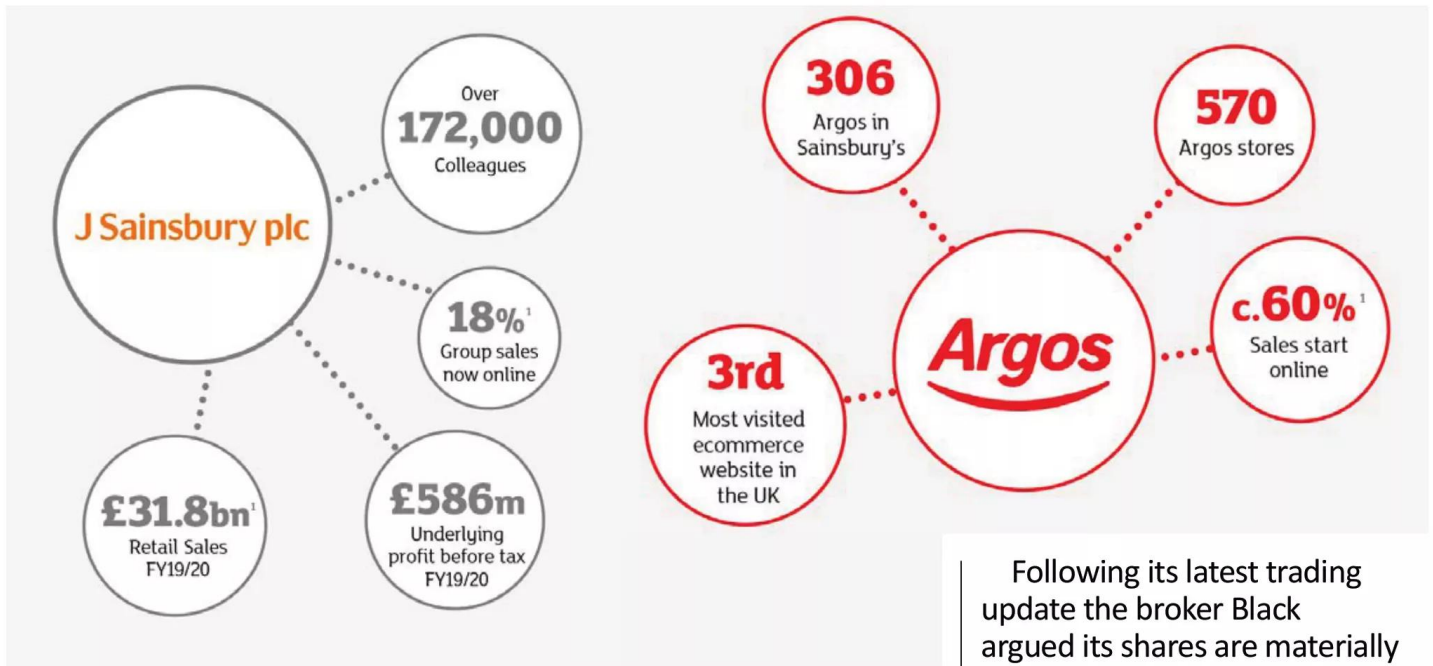 J Sainsbury plc
Over
172,000
Colleagues
18%¹
Group sales
now online
£31.8bn¹
Retail Sales
FY19/20
£586m
Underlying
profit before tax
FY19/20
306
Argos in
Sainsbury's
570
Argos stores
Argos
c.60%¹
Sales start
online
3rd
Most visited
ecommerce
website in
the UK
Following its latest trading
update the broker Black
argued its shares are materially